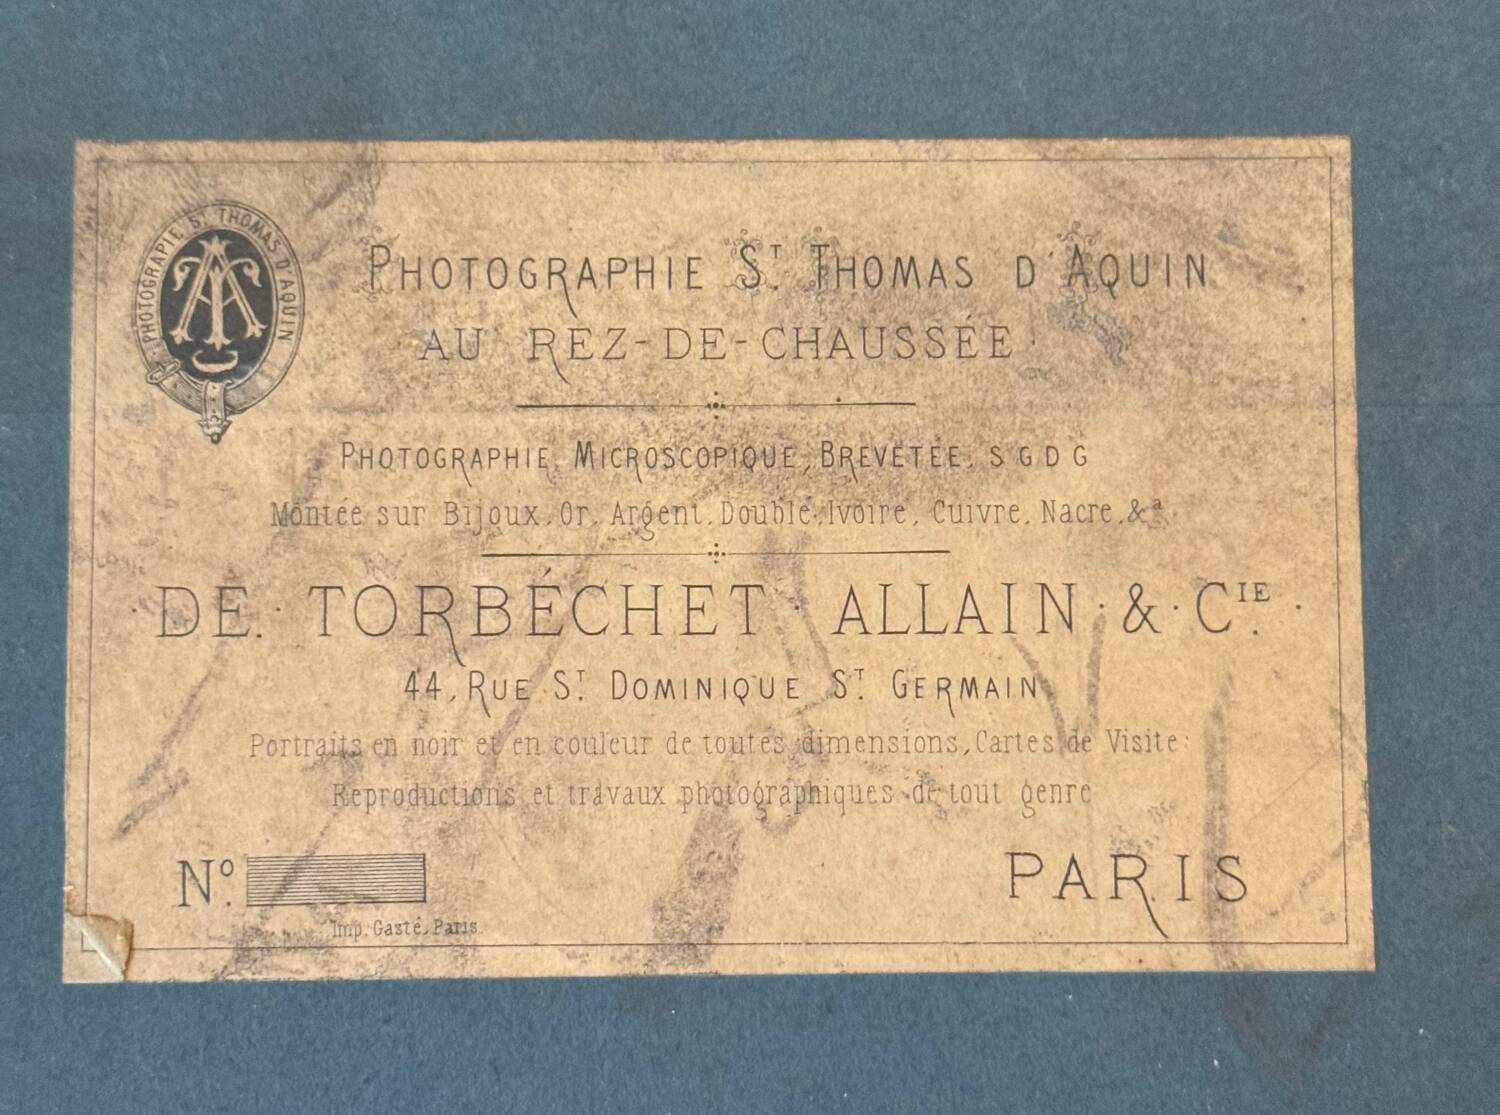 PHOTOGRAPHIE ST THOMAS D'AQUIN
PHOTOGRAPHIE ST. THOMAS D'AQUIN
AU REZ-DE-CHAUSSÉE
PHOTOGRAPHIE MICROSCOPIQUE, BREVETÉE, S G D G
Montée sur Bijoux, Or, Argent, Doublé, Ivoire, Cuivre, Nacre, &a.
DE TORBÉCHET ALLAIN & CIE.
44, RUE ST. DOMINIQUE ST. GERMAIN
Portraits en noir et en couleur de toutes dimensions, Cartes de Visite
Reproductions et travaux photographiques de tout genre
No.
PARIS
Imp. Gasté, Paris